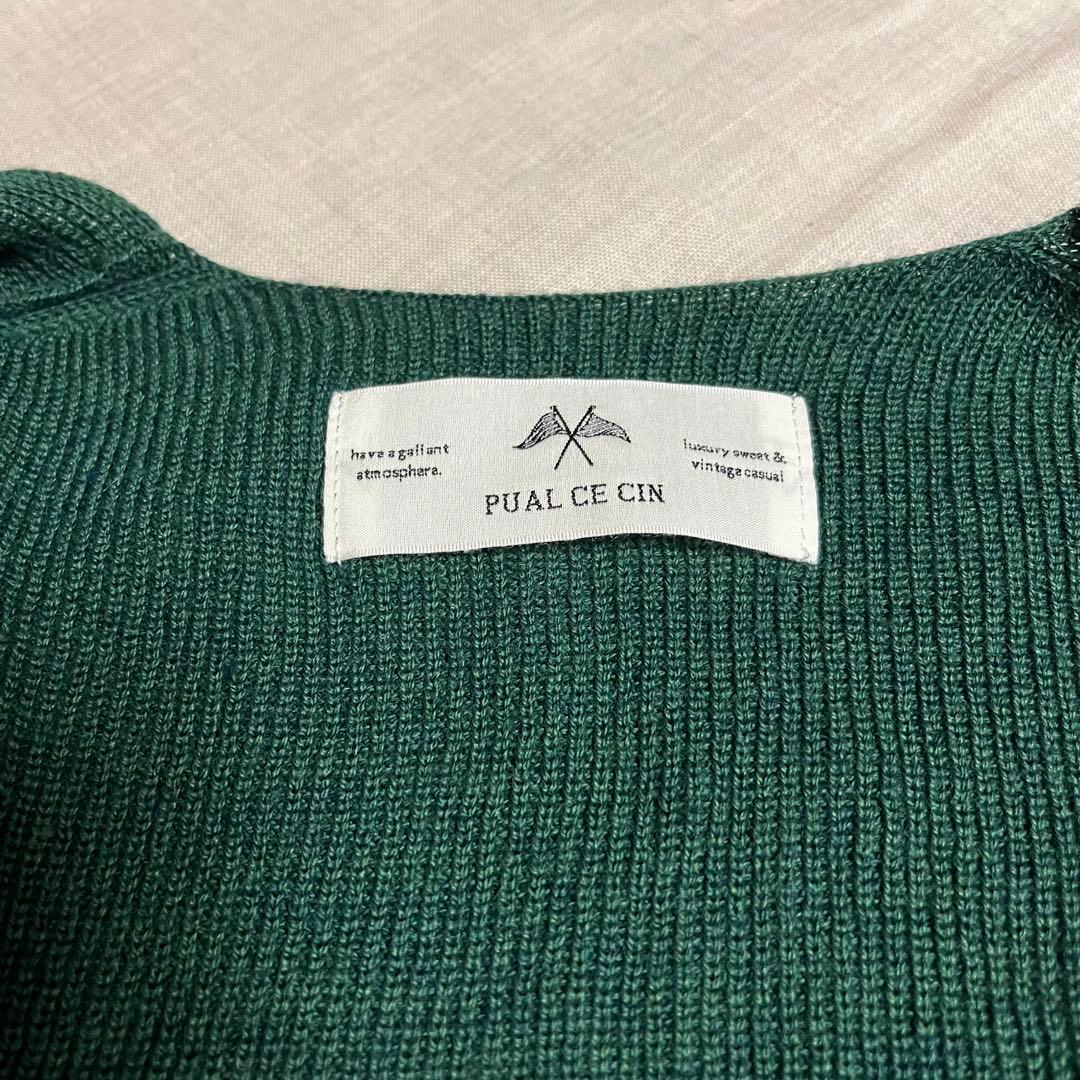 have a gallant
atmosphere.
luxury sweat &
vintage casual
PUAL CE CIN